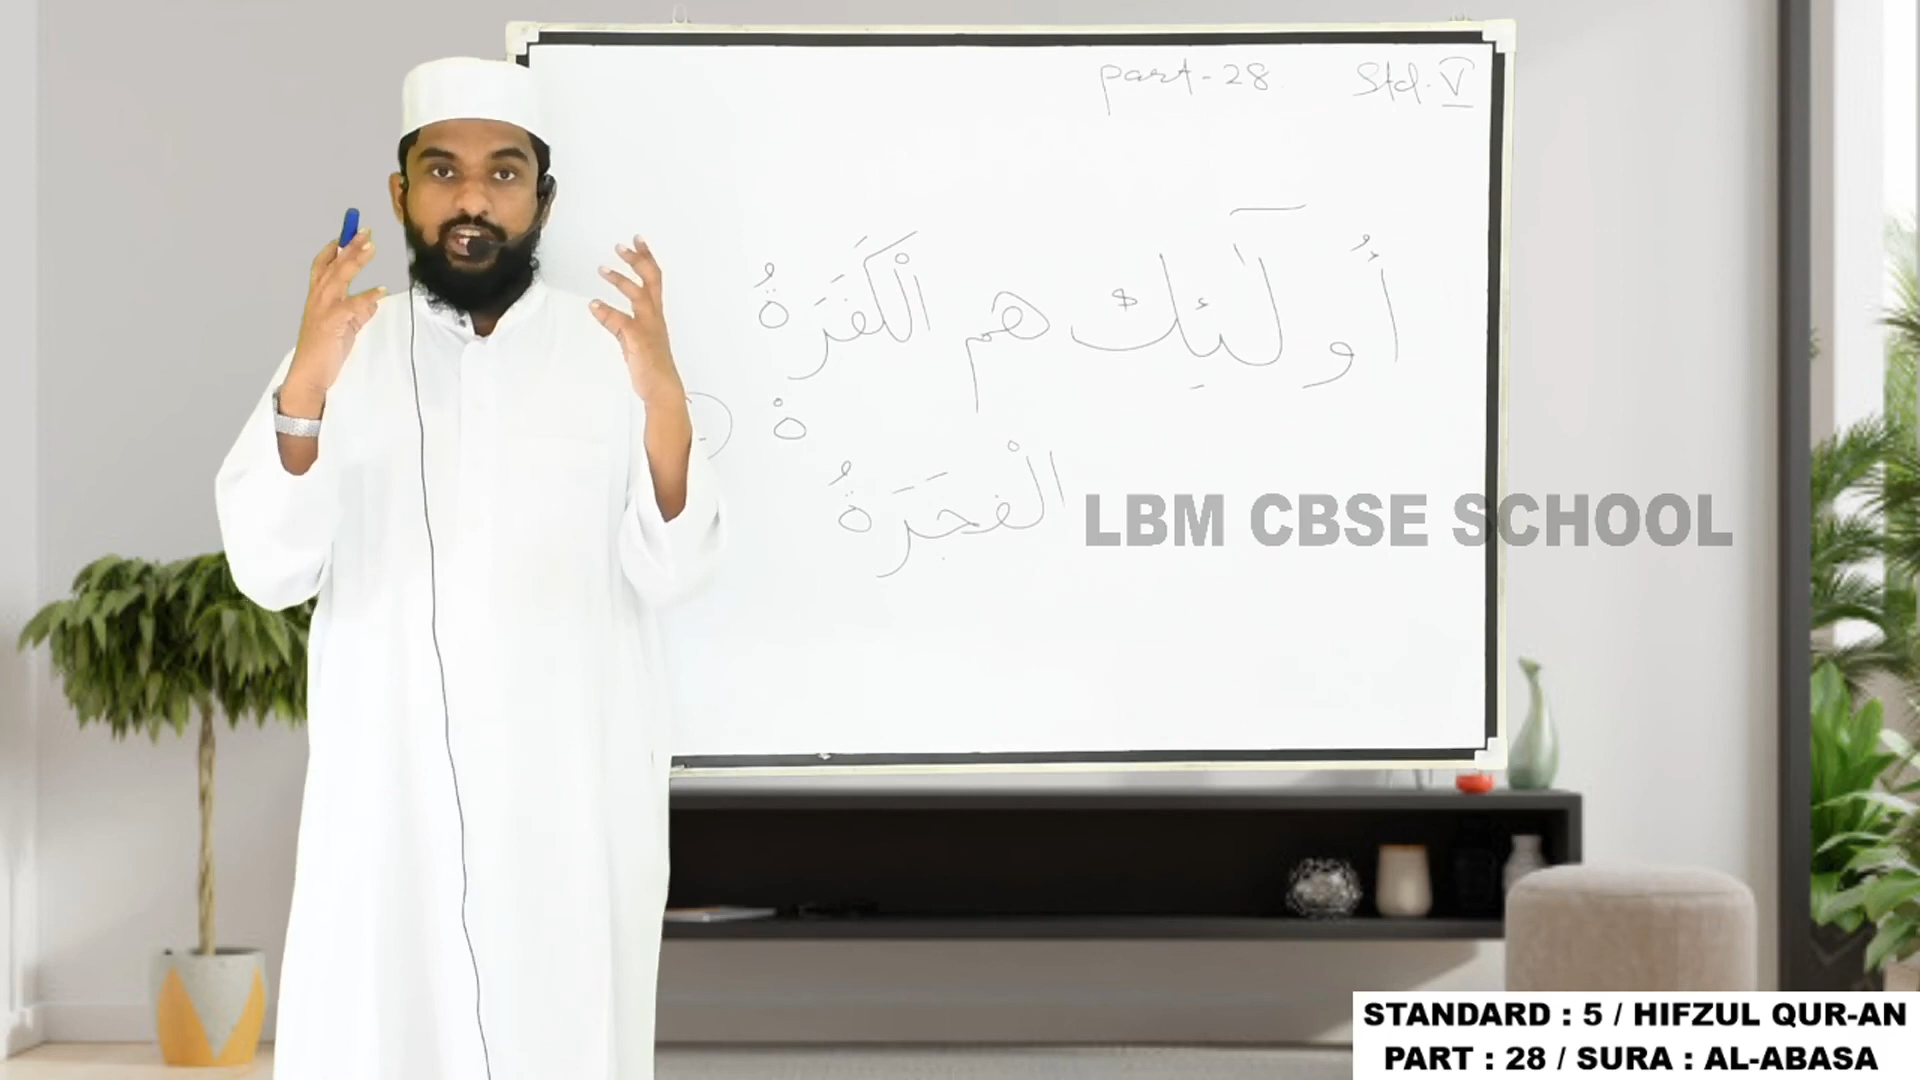 part-28 Std. V
أُولَٰٓئِكَ هم الْكَفَرَةُ
الْفَجَرَةُ
ةْ
LBM CBSE SCHOOL
STANDARD : 5 / HIFZUL QUR-AN
PART : 28 / SURA : AL-ABASA